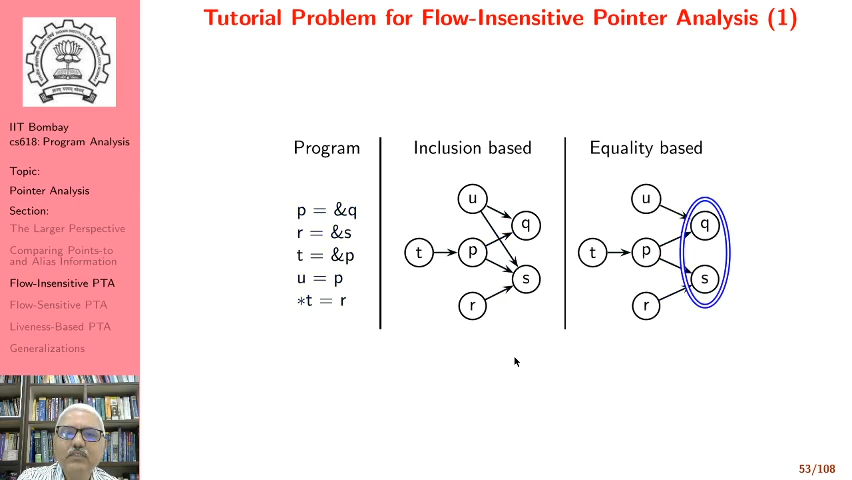 Tutorial Problem for Flow-Insensitive Pointer Analysis (1)
IIT Bombay
cs618: Program Analysis
Topic:
Pointer Analysis
Section:
The Larger Perspective
Comparing Points-to
and Alias Information
Flow-Insensitive PTA
Flow-Sensitive PTA
Liveness-Based PTA
Generalizations
Program
p = &q
r = &s
t = &p
u = p
*t = r
Inclusion based
u
q
t
p
s
r
Equality based
u
q
t
p
s
r
53/108